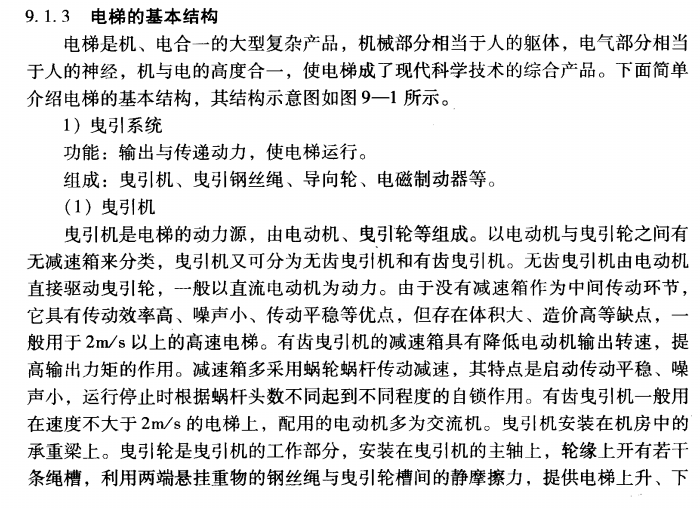 9.1.3 电梯的基本结构
电梯是机、电合一的大型复杂产品，机械部分相当于人的躯体，电气部分相当
于人的神经，机与电的高度合一，使电梯成了现代科学技术的综合产品。下面简单
介绍电梯的基本结构，其结构示意图如图9—1所示。
1）曳引系统
功能：输出与传递动力，使电梯运行。
组成：曳引机、曳引钢丝绳、导向轮、电磁制动器等。
（1）曳引机
曳引机是电梯的动力源，由电动机、曳引轮等组成。以电动机与曳引轮之间有
无减速箱来分类，曳引机又可分为无齿曳引机和有齿曳引机。无齿曳引机由电动机
直接驱动曳引轮，一般以直流电动机为动力。由于没有减速箱作为中间传动环节，
它具有传动效率高、噪声小、传动平稳等优点，但存在体积大、造价高等缺点，一
般用于2m/s以上的高速电梯。有齿曳引机的减速箱具有降低电动机输出转速，提
高输出力矩的作用。减速箱多采用蜗轮蜗杆传动减速，其特点是启动传动平稳、噪
声小，运行停止时根据蜗杆头数不同起到不同程度的自锁作用。有齿曳引机一般用
在速度不大于2m/s的电梯上，配用的电动机多为交流机。曳引机安装在机房中的
承重梁上。曳引轮是曳引机的工作部分，安装在曳引机的主轴上，轮缘上开有若干
条绳槽，利用两端悬挂重物的钢丝绳与曳引轮槽间的静摩擦力，提供电梯上升、下